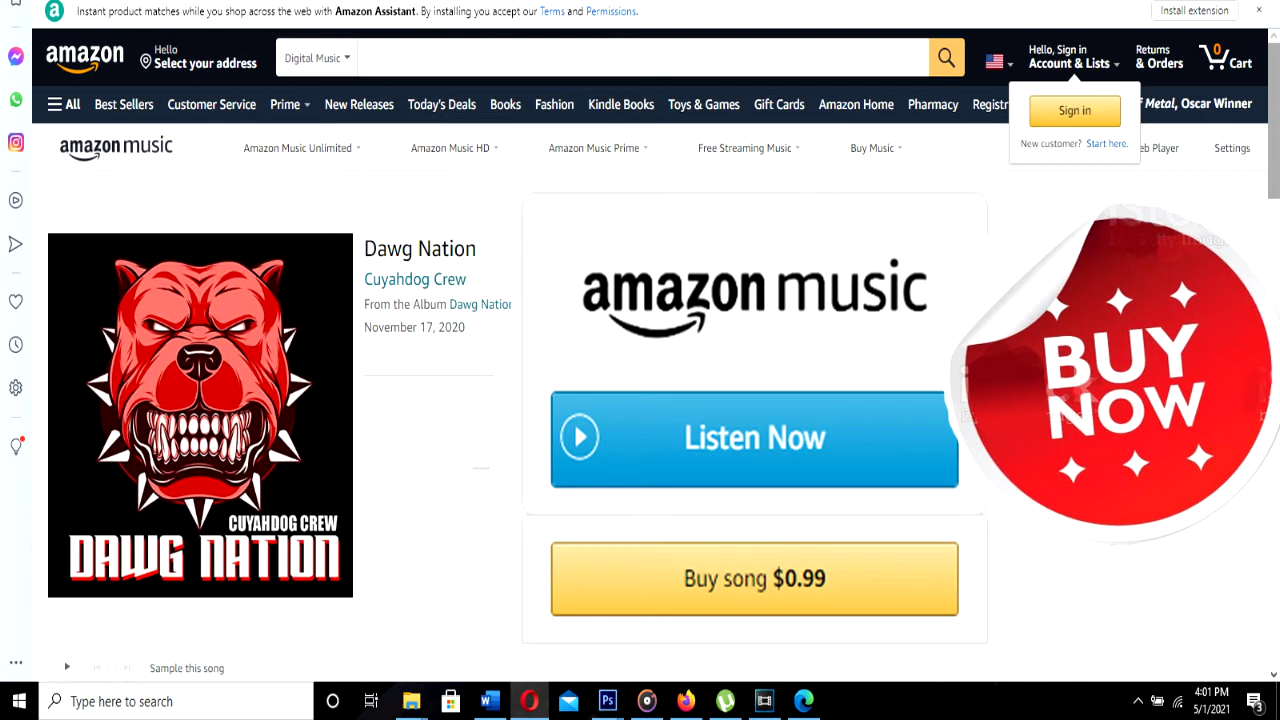 Instant product matches while you shop across the web with Amazon Assistant. By installing you accept our Terms and Permissions.
Install extension
amazon
Hello
Select your address
Digital Music
Hello, Sign in
Account & Lists
Returns
& Orders
0
Cart
All
Best Sellers
Customer Service
Prime
New Releases
Today's Deals
Books
Fashion
Kindle Books
Toys & Games
Gift Cards
Amazon Home
Pharmacy
Registr
f Metal, Oscar Winner
Sign in
New customer? Start here.
amazon music
Amazon Music Unlimited
Amazon Music HD
Amazon Music Prime
Free Streaming Music
Buy Music
eb Player
Settings
Dawg Nation
Cuyahdog Crew
From the Album Dawg Nation
November 17, 2020
CUYAHDOG CREW
DAWG NATION
amazon music
Listen Now
Buy song $0.99
BUY
NOW
Sample this song
Type here to search
4:01 PM
5/1/2021
3